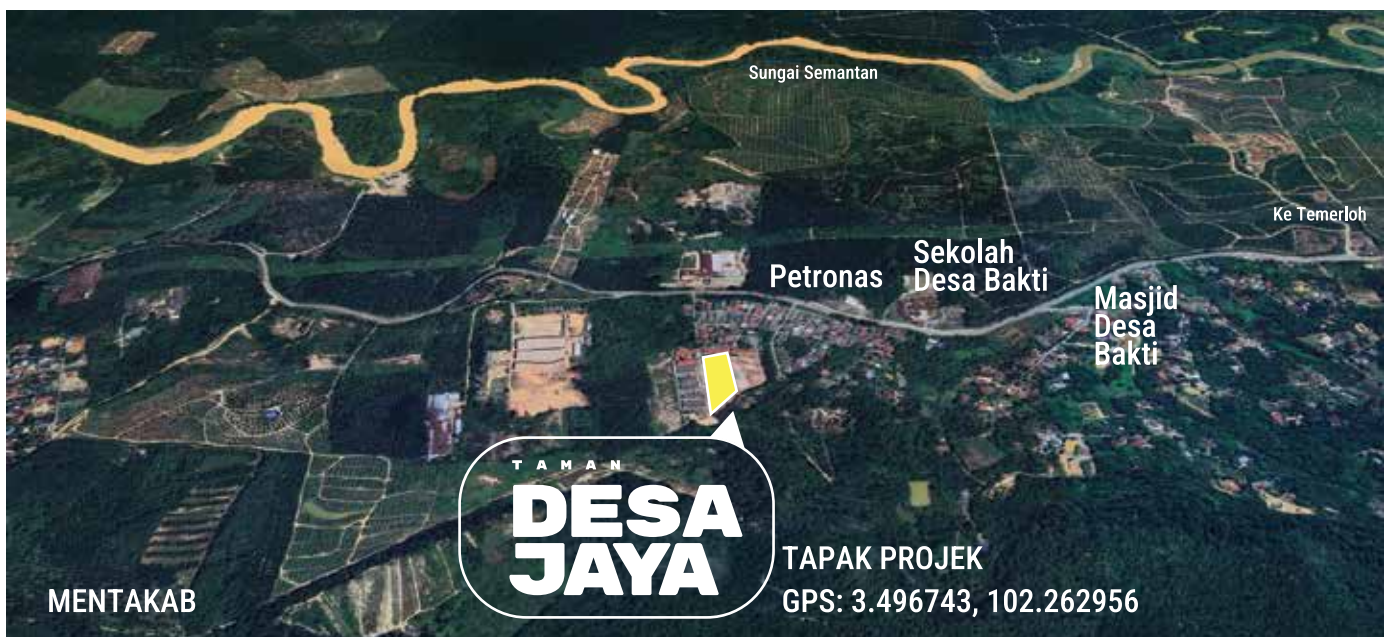 Sungai Semantan
Ke Temerloh
Petronas
Sekolah
Desa Bakti
Masjid
Desa
Bakti
TAMAN
DESA
JAYA
TAPAK PROJEK
GPS: 3.496743, 102.262956
MENTAKAB